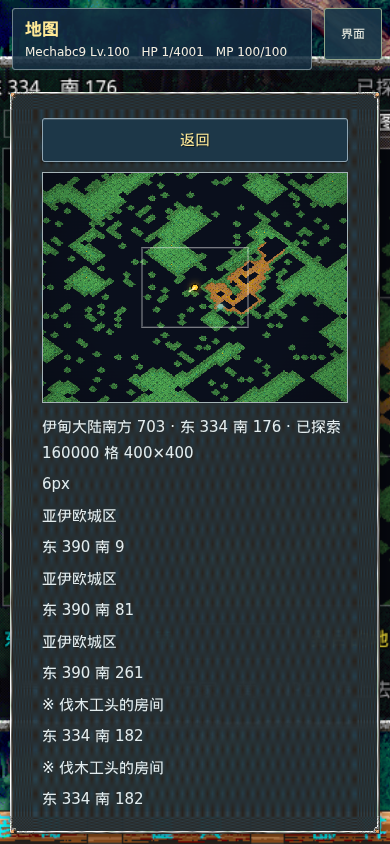 地图
Mechabc9 Lv.100 HP 1/4001 MP 100/100
界面
334 南 176
已探
返回
伊甸大陆南方 703 · 东 334 南 176 · 已探索
160000 格 400×400
6px
亚伊欧城区
东 390 南 9
亚伊欧城区
东 390 南 81
亚伊欧城区
东 390 南 261
※ 伐木工头的房间
东 334 南 182
※ 伐木工头的房间
东 334 南 182